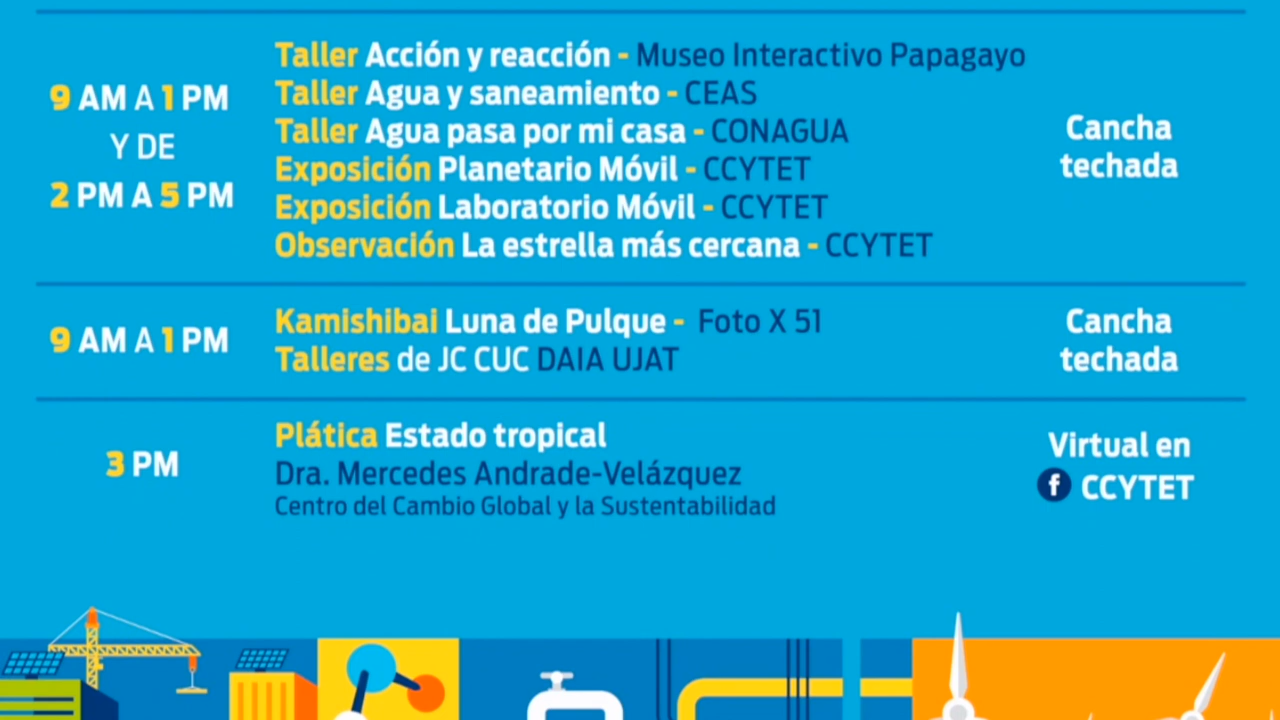 9 AM A 1 PM
Y DE
2 PM A 5 PM
Taller Acción y reacción - Museo Interactivo Papagayo
Taller Agua y saneamiento - CEAS
Taller Agua pasa por mi casa - CONAGUA
Exposición Planetario Móvil - CCYTET
Exposición Laboratorio Móvil - CCYTET
Observación La estrella más cercana - CCYTET
Cancha
techada
9 AM A 1 PM
Kamishibai Luna de Pulque - Foto X 51
Talleres de JC CUC DAIA UJAT
Cancha
techada
3 PM
Plática Estado tropical
Dra. Mercedes Andrade-Velázquez
Centro del Cambio Global y la Sustentabilidad
Virtual en
f CCYTET